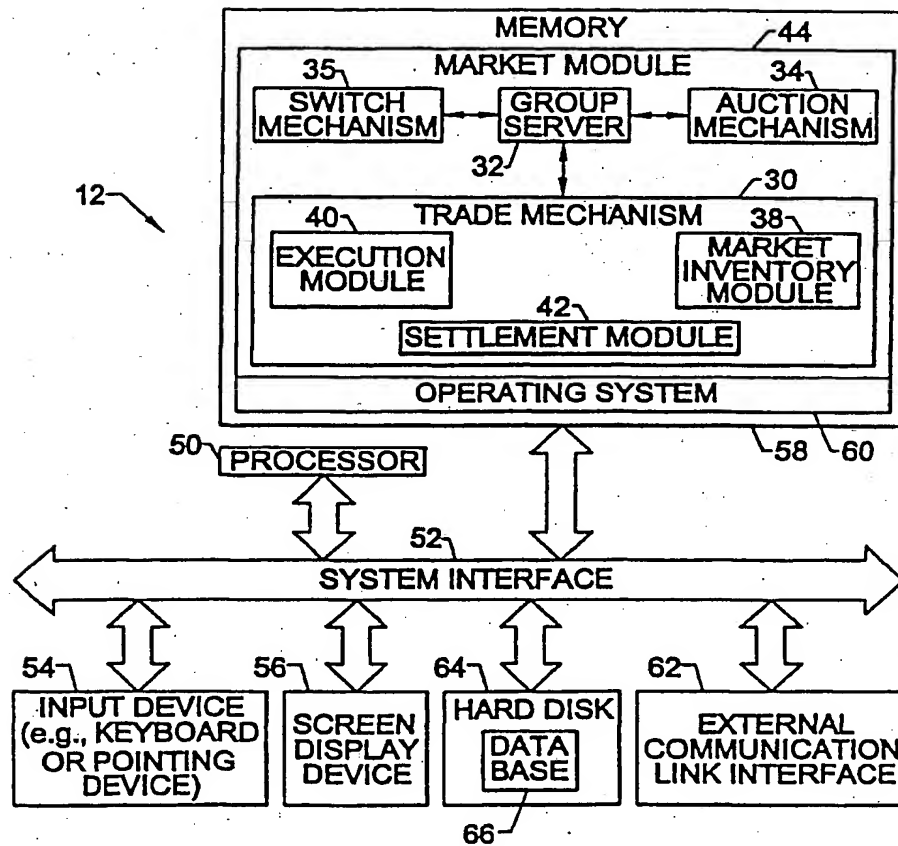 MEMORY
44
MARKET MODULE
35
34
SWITCH
MECHANISM
GROUP
SERVER
AUCTION
MECHANISM
32
12
30
TRADE MECHANISM
40
38
EXECUTION
MODULE
MARKET
INVENTORY
MODULE
42
SETTLEMENT MODULE
OPERATING SYSTEM
50
58
60
PROCESSOR
52
SYSTEM INTERFACE
54
56
64
62
INPUT DEVICE
(e.g., KEYBOARD
OR POINTING
DEVICE)
SCREEN
DISPLAY
DEVICE
HARD DISK
DATA
BASE
66
EXTERNAL
COMMUNICATION
LINK INTERFACE